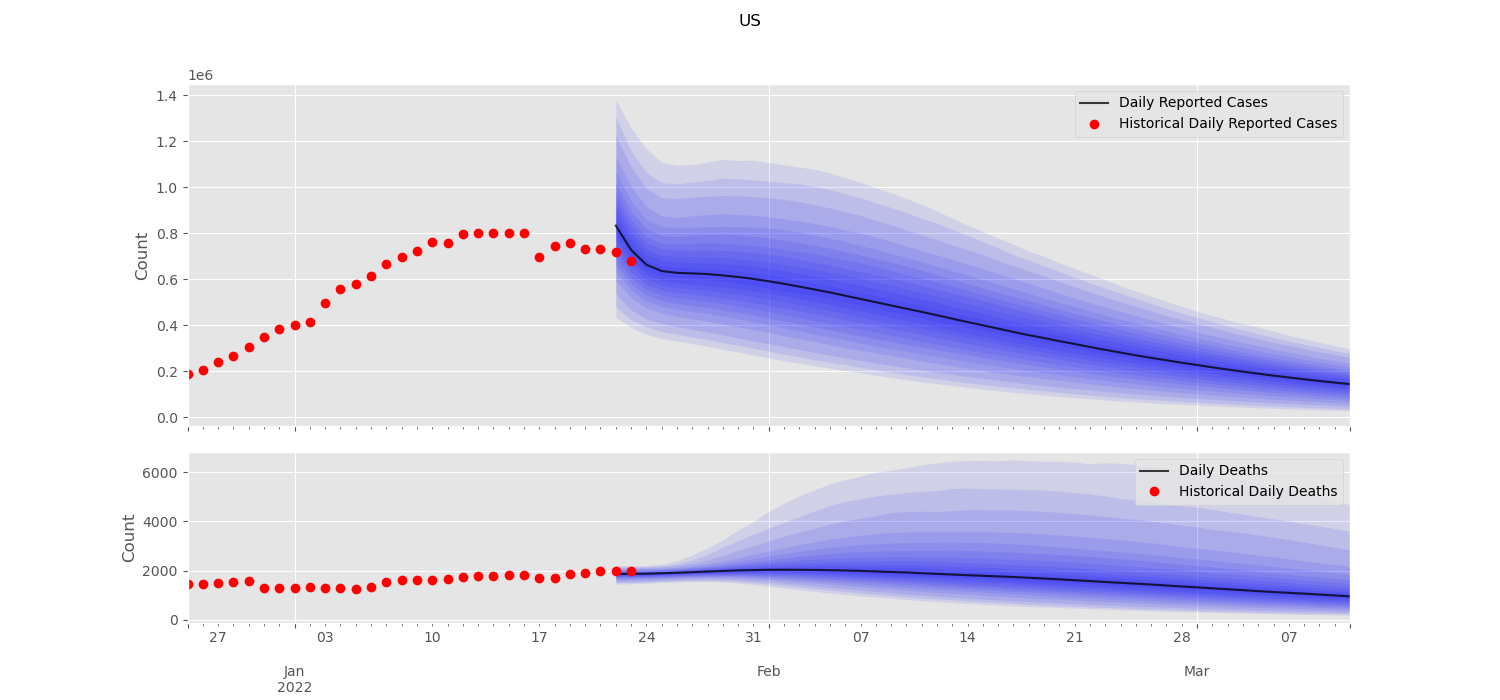 US
1e6
1.4
1.2
1.0
0.8
0.6
0.4
0.2
0.0
Count
Daily Reported Cases
Historical Daily Reported Cases
6000
4000
2000
0
Count
Daily Deaths
Historical Daily Deaths
27 03 10 17 24 31 07 14 21 28 07
Jan Feb Mar
2022